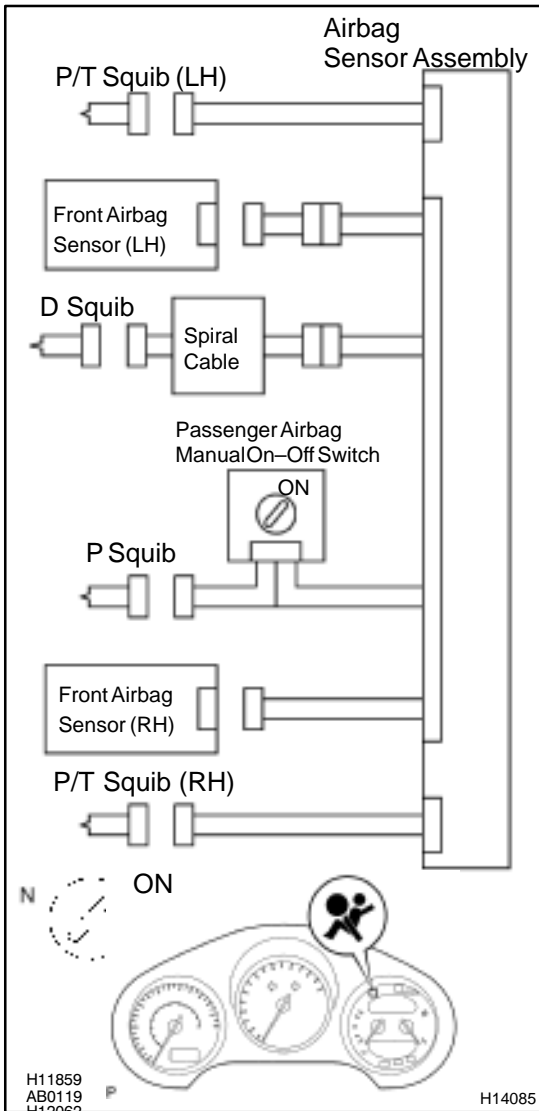 Airbag
Sensor Assembly
P/T Squib (LH)
Front Airbag
Sensor (LH)
D Squib
Spiral
Cable
Passenger Airbag
Manual On–Off Switch
ON
P Squib
Front Airbag
Sensor (RH)
P/T Squib (RH)
N
ON
H11859
AB0119
P
H12062
H14085